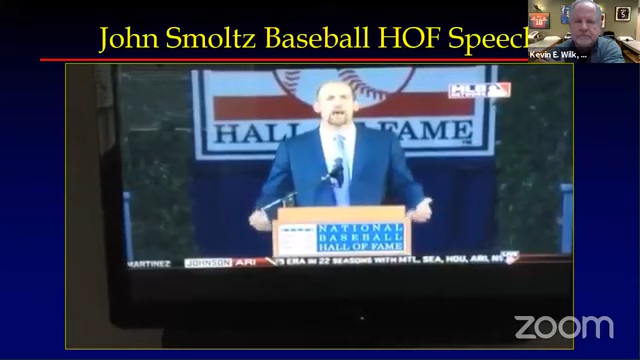 John Smoltz Baseball HOF Speech
Kevin E. Wilk, ...
MLB
NETWORK
HALL OF FAME
NATIONAL
BASEBALL
HALL OF FAME
MARTINEZ JOHNSON ARI ERA IN 22 SEASONS WITH MTL, SEA, HOU, ARI,
zoom